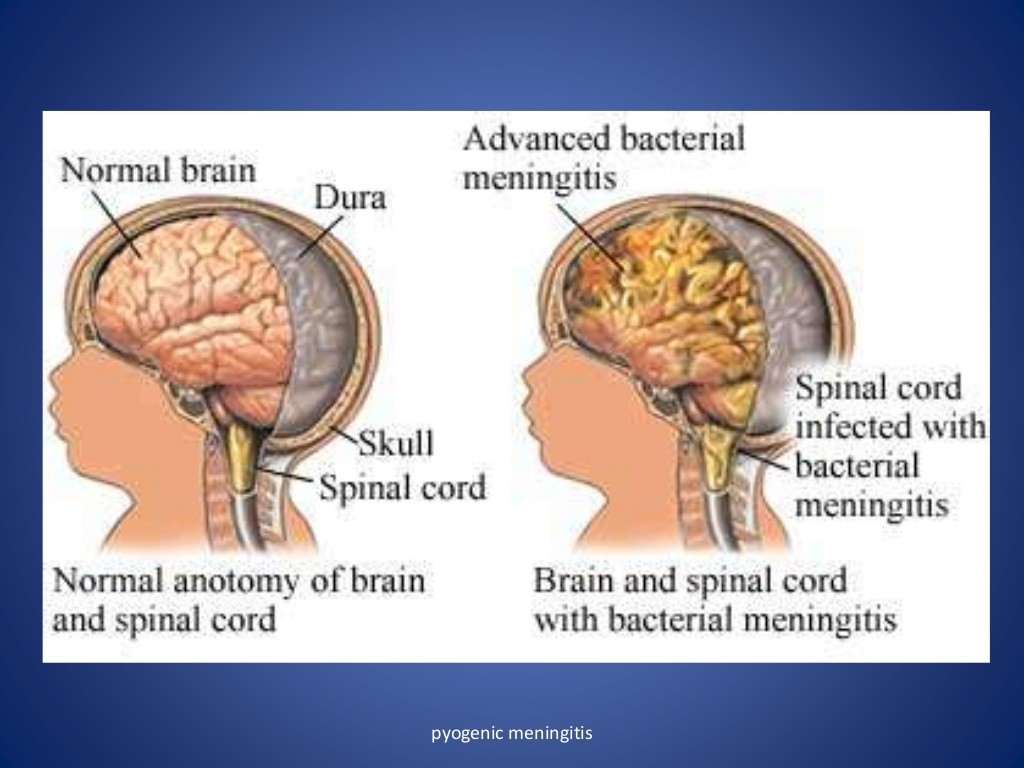 Normal brain
Dura
Skull
Spinal cord
Normal anotomy of brain
and spinal cord
Advanced bacterial
meningitis
Spinal cord
infected with
bacterial
meningitis
Brain and spinal cord
with bacterial meningitis
pyogenic meningitis